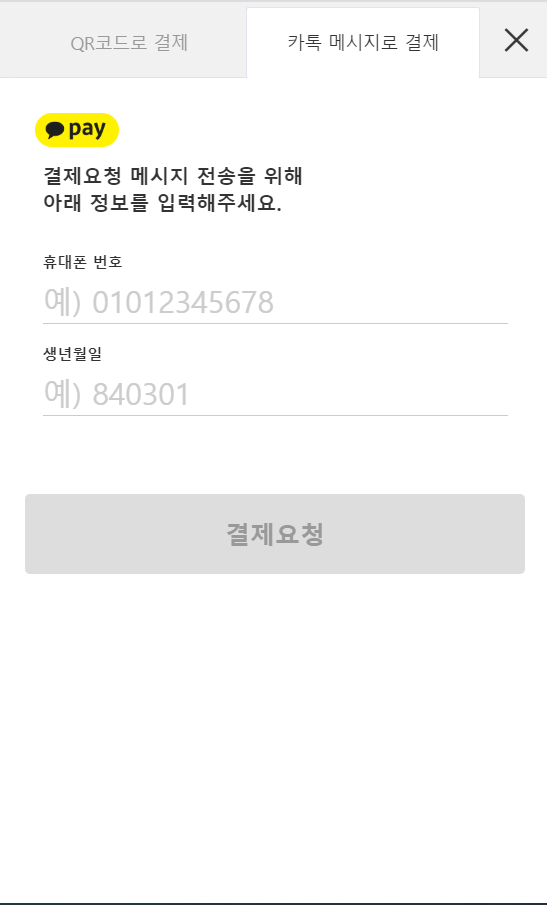 QR코드로 결제
카톡 메시지로 결제
pay
결제요청 메시지 전송을 위해
아래 정보를 입력해주세요.
휴대폰 번호
예) 01012345678
생년월일
예) 840301
결제요청